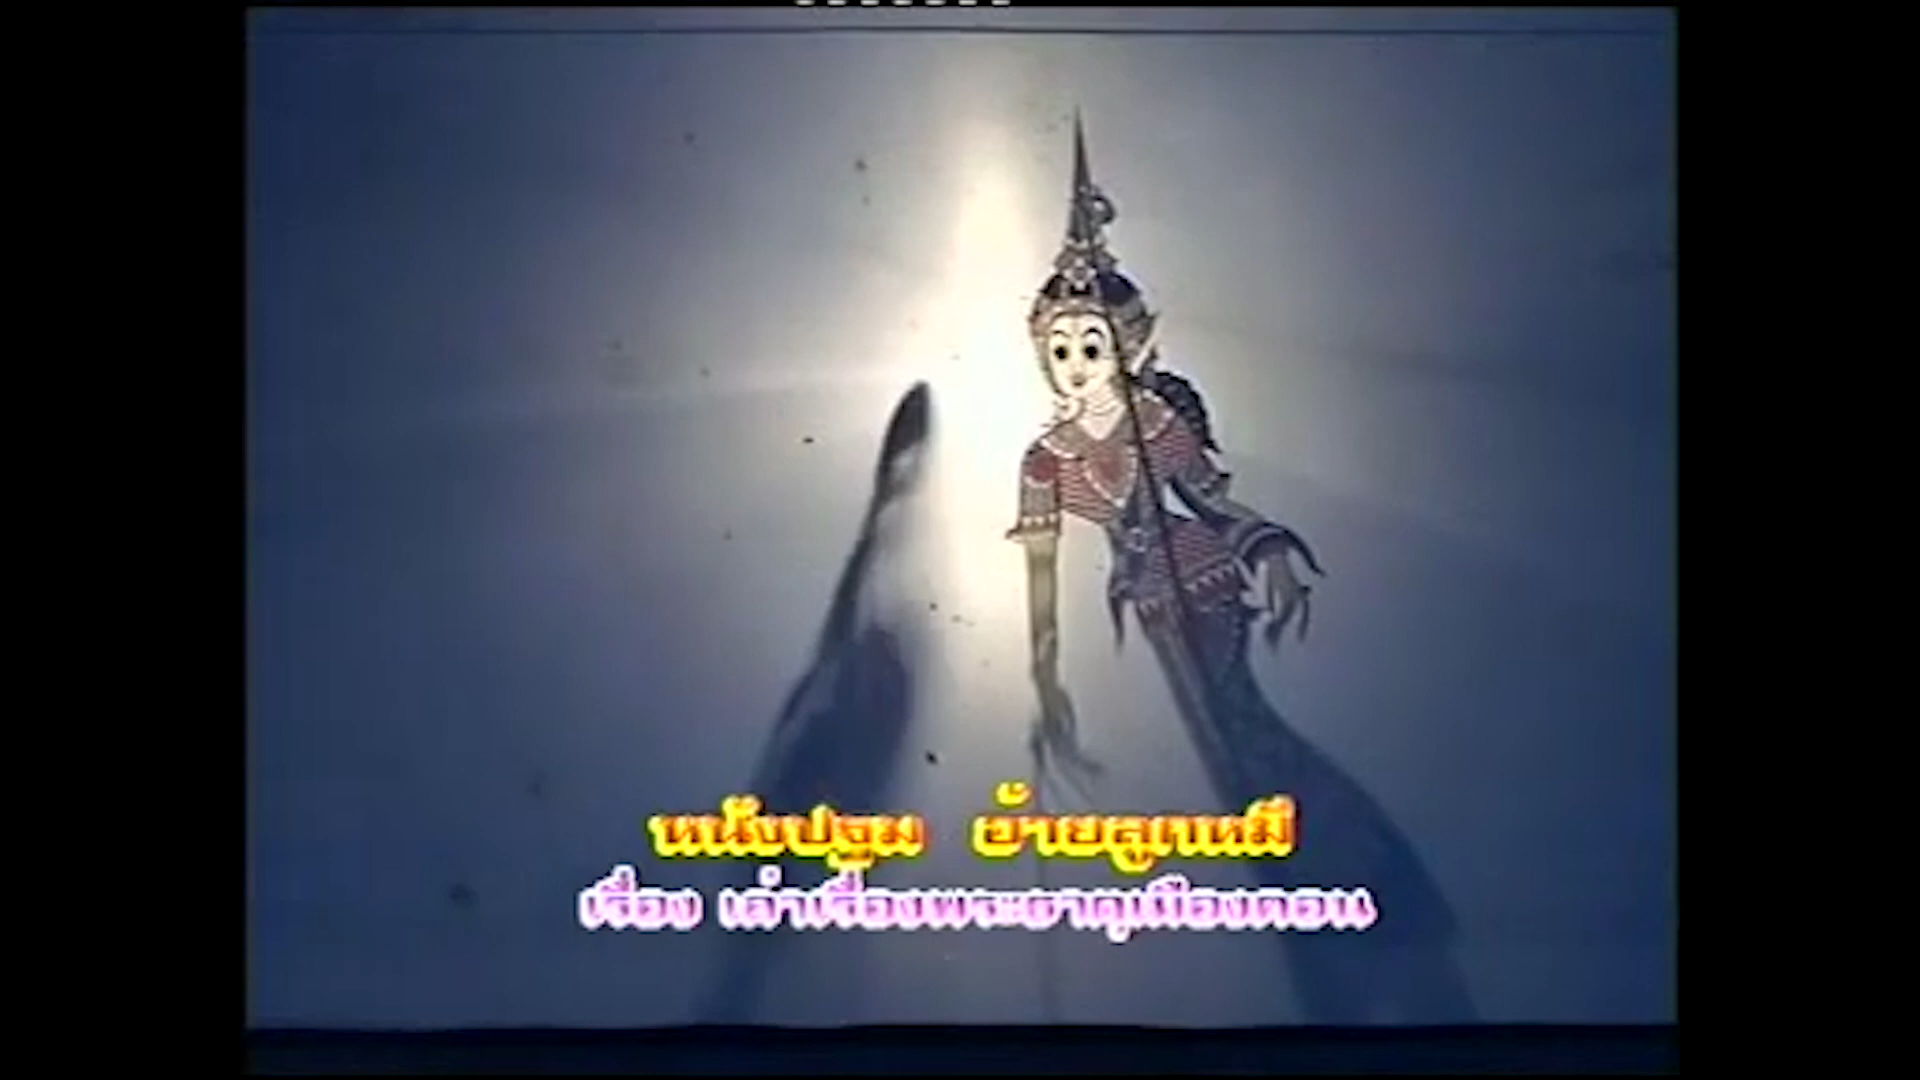 หนังปฐม อ้ายลูกหมี
เรื่อง เล่าเรื่องพระธาตุเมืองคอน